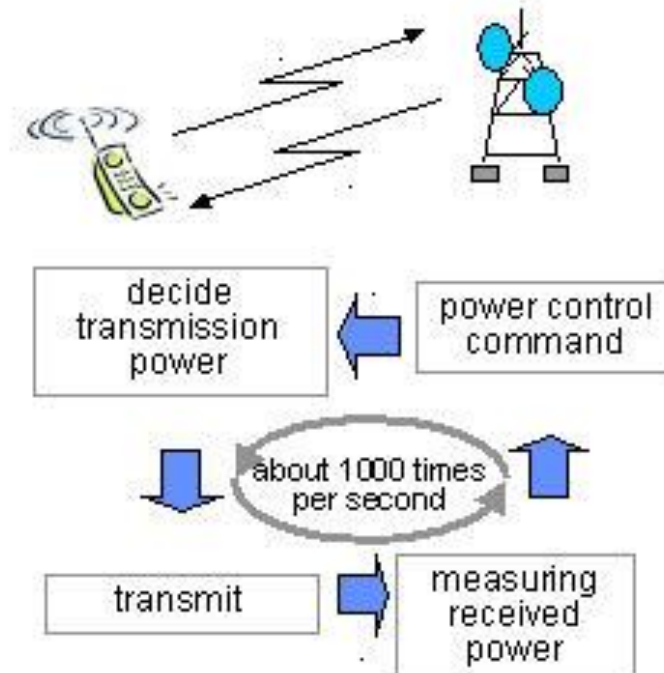 decide
transmission
power
power control
command
about 1000 times
per second
transmit
measuring
received
power